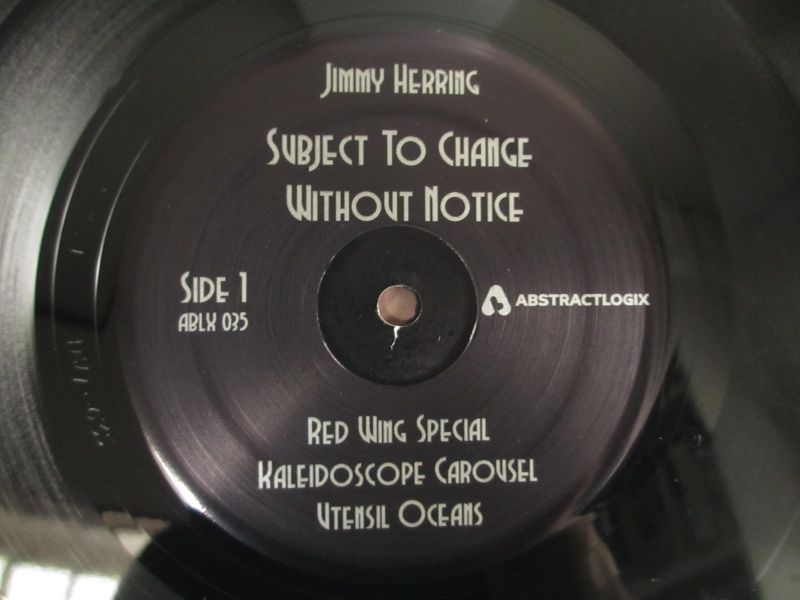 Jimmy Herring
Subject To Change
Without Notice
Side 1
ABLX 035
ABSTRACTLOGIX
Red Wing Special
Kaleidoscope Carousel
Utensil Oceans